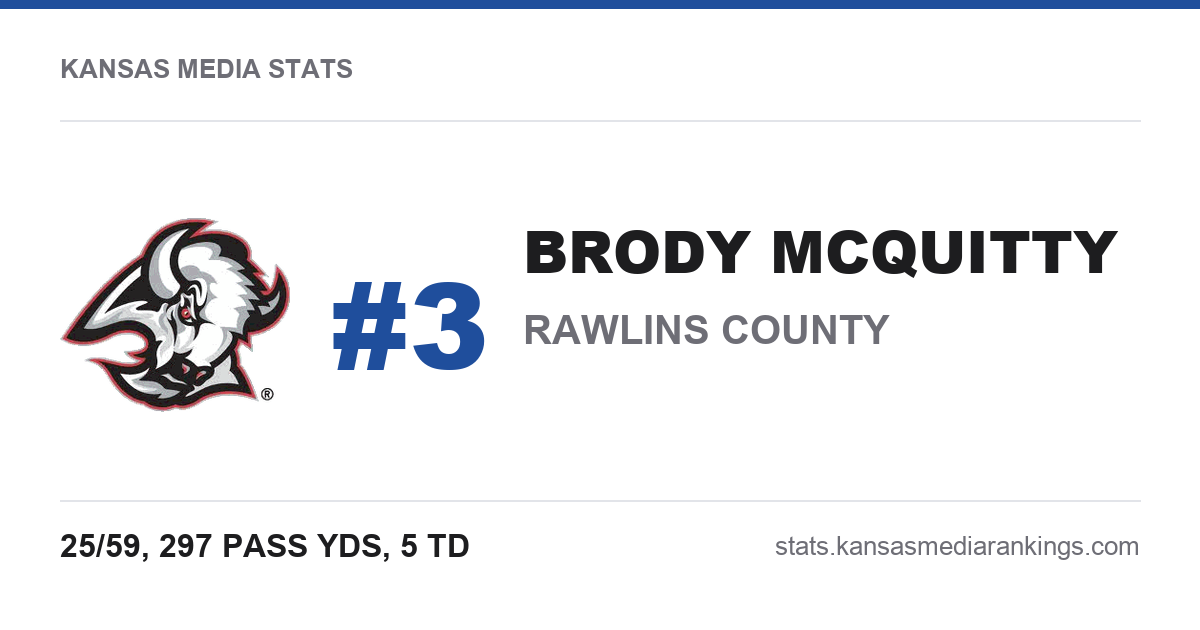 KANSAS MEDIA STATS
®
#3
BRODY MCQUITTY
RAWLINS COUNTY
25/59, 297 PASS YDS, 5 TD
stats.kansasmediarankings.com